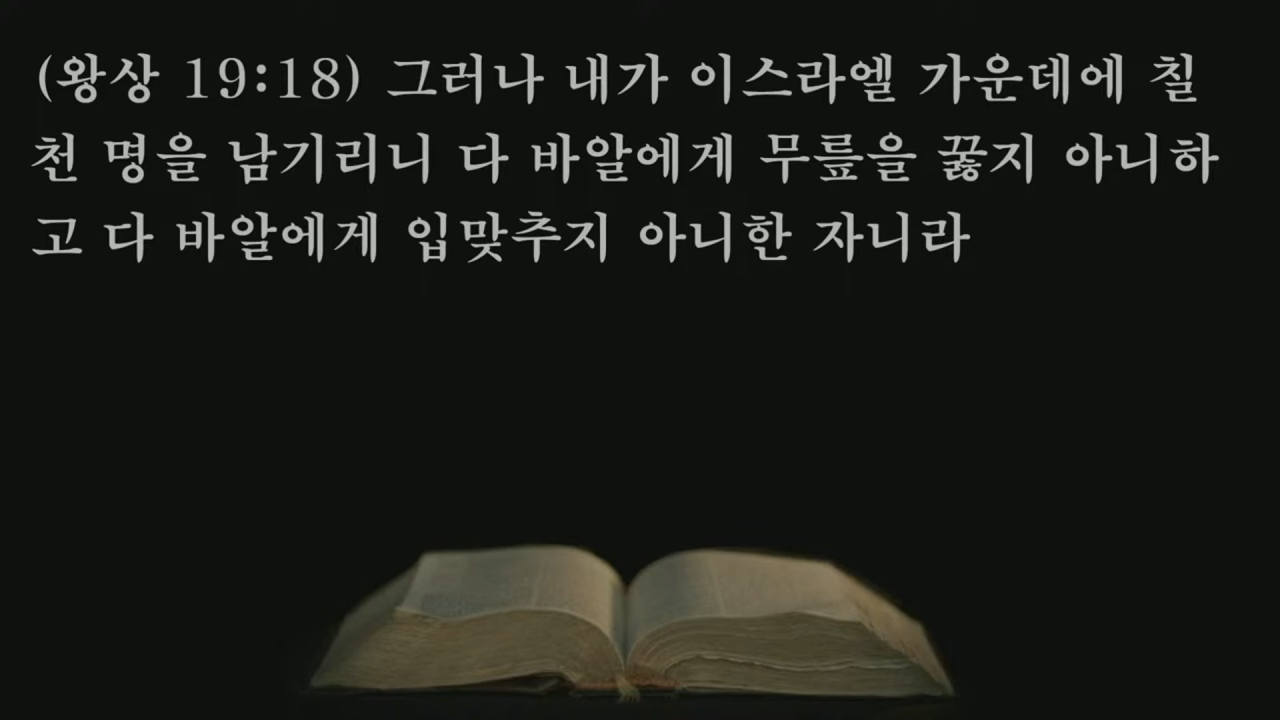 (왕상 19:18) 그러나 내가 이스라엘 가운데에 칠
천 명을 남기리니 다 바알에게 무릎을 꿇지 아니하
고 다 바알에게 입맞추지 아니한 자니라